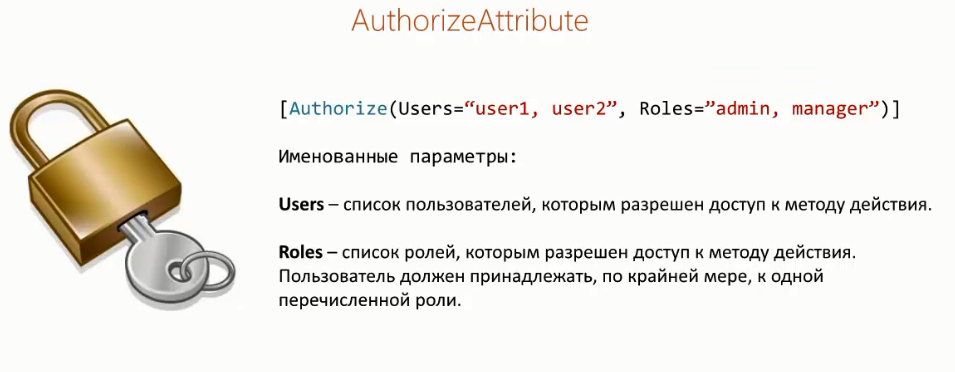 AuthorizeAttribute
[Authorize(Users=“user1, user2”, Roles=”admin, manager”)]
Именованные параметры:
Users – список пользователей, которым разрешен доступ к методу действия.
Roles – список ролей, которым разрешен доступ к методу действия.
Пользователь должен принадлежать, по крайней мере, к одной
перечисленной роли.